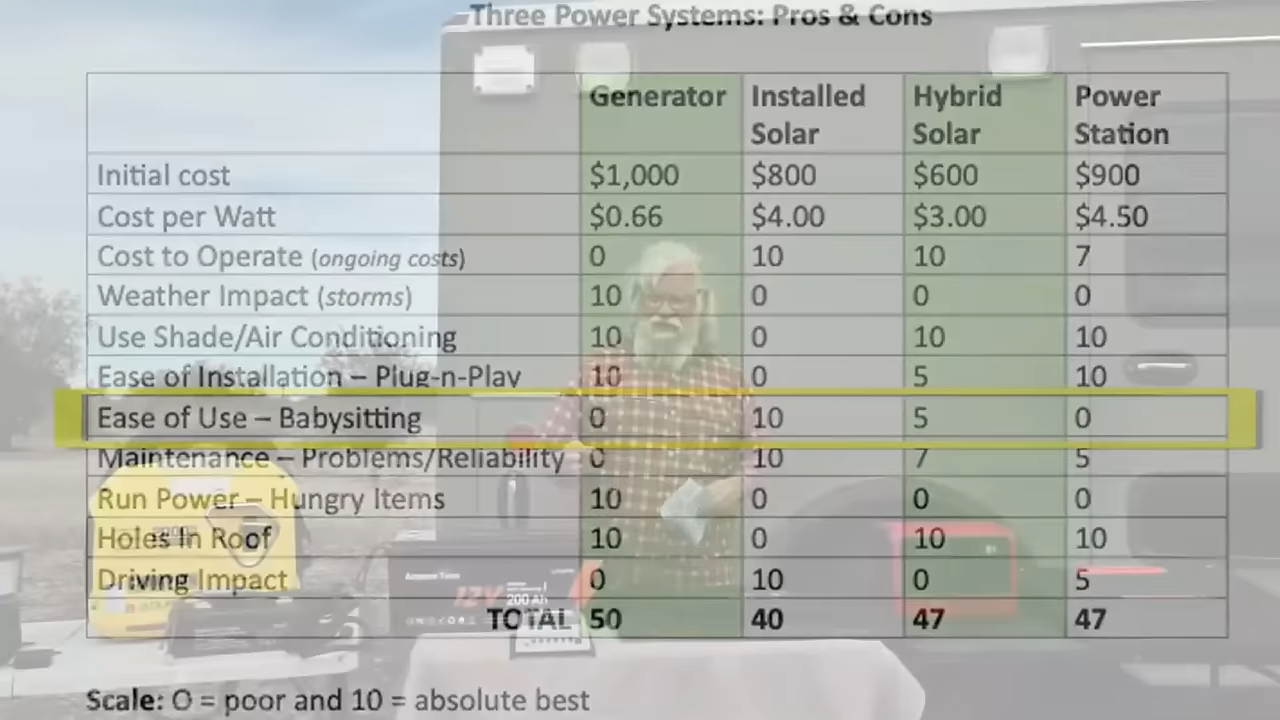 Three Power Systems: Pros & Cons
Generator Installed Solar Hybrid Solar Power Station
Initial cost $1,000 $800 $600 $900
Cost per Watt $0.66 $4.00 $3.00 $4.50
Cost to Operate (ongoing costs) 0 10 10 7
Weather Impact (storms) 10 0 0 0
Use Shade/Air Conditioning 10 0 10 10
Ease of Installation – Plug-n-Play 10 0 5 10
Ease of Use – Babysitting 0 10 5 0
Maintenance – Problems/Reliability 0 10 7 5
Run Power – Hungry Items 10 0 0 0
Holes In Roof 10 0 10 10
Driving Impact 0 10 0 5
12V 200 Ah
TOTAL 50 40 47 47
Scale: O = poor and 10 = absolute best